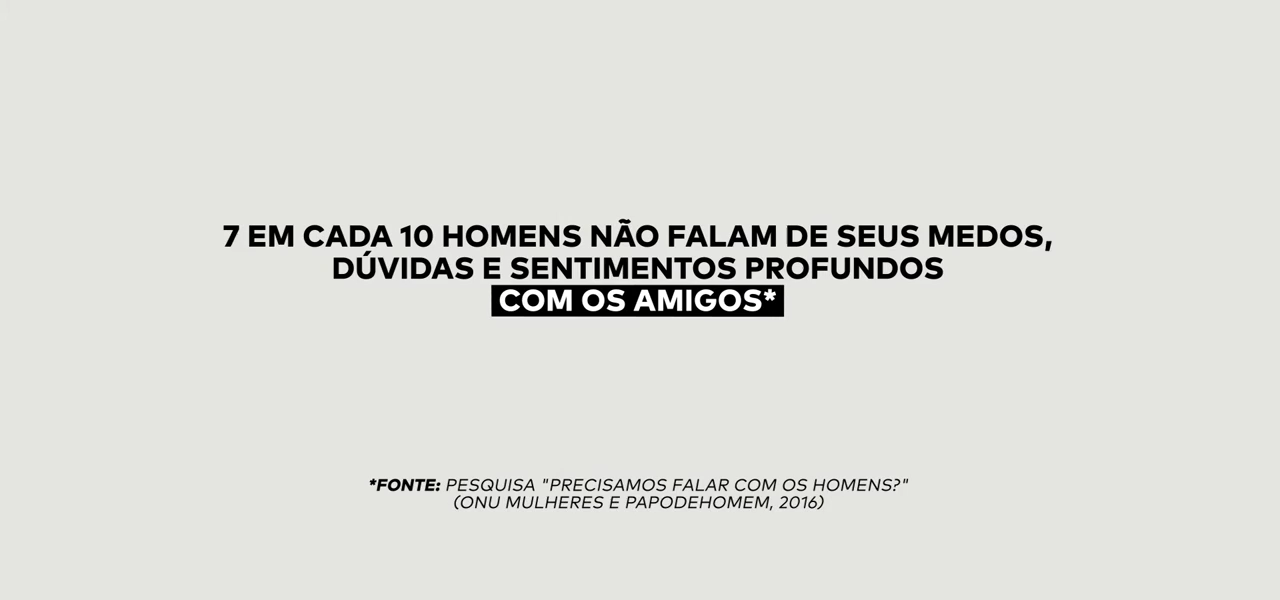 7 EM CADA 10 HOMENS NÃO FALAM DE SEUS MEDOS,
DÚVIDAS E SENTIMENTOS PROFUNDOS
COM OS AMIGOS*
*FONTE: PESQUISA "PRECISAMOS FALAR COM OS HOMENS?"
(ONU MULHERES E PAPODEHOMEM, 2016)